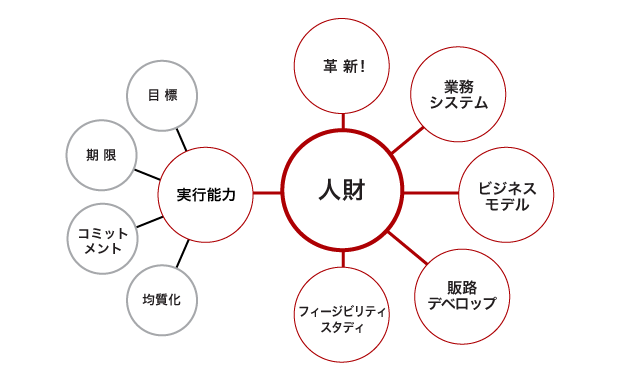 革 新!
業務
システム
目 標
期 限
実行能力
人財
ビジネス
モデル
コミット
メント
均質化
フィージビリティ
スタディ
販路
デベロップ